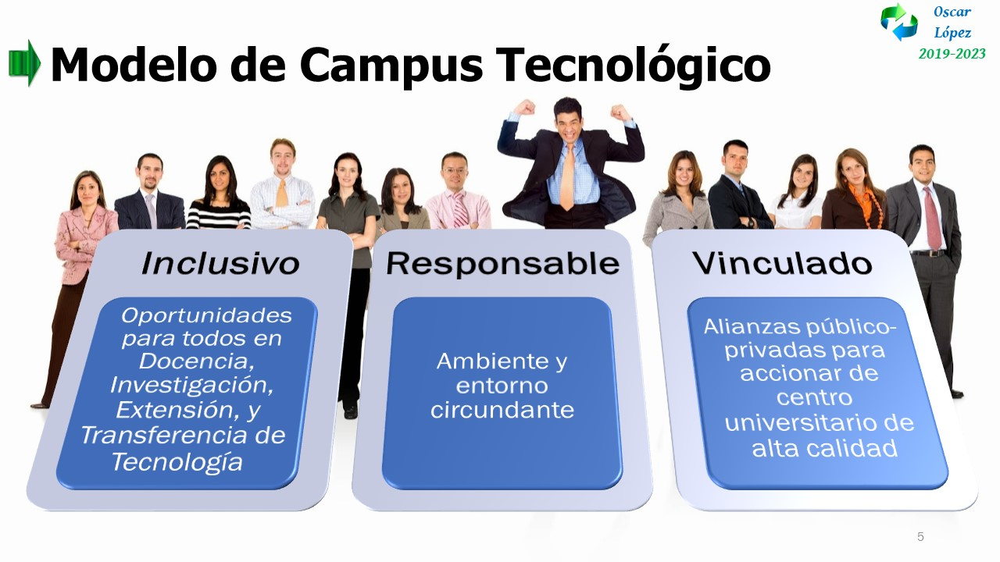 Oscar
López
2019-2023
Modelo de Campus Tecnológico
Inclusivo
Oportunidades
para todos en
Docencia,
Investigación,
Extensión, y
Transferencia de
Tecnología
Responsable
Ambiente y
entorno
circundante
Vinculado
Alianzas público-
privadas para
accionar de
centro
universitario de
alta calidad
5